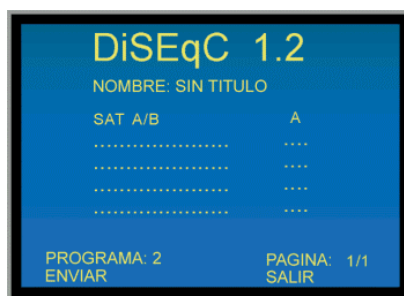 DiSEqC 1.2
NOMBRE: SIN TITULO
SAT A/B A
..................... ....
..................... ....
..................... ....
..................... ....
PROGRAMA: 2 PAGINA: 1/1
ENVIAR SALIR